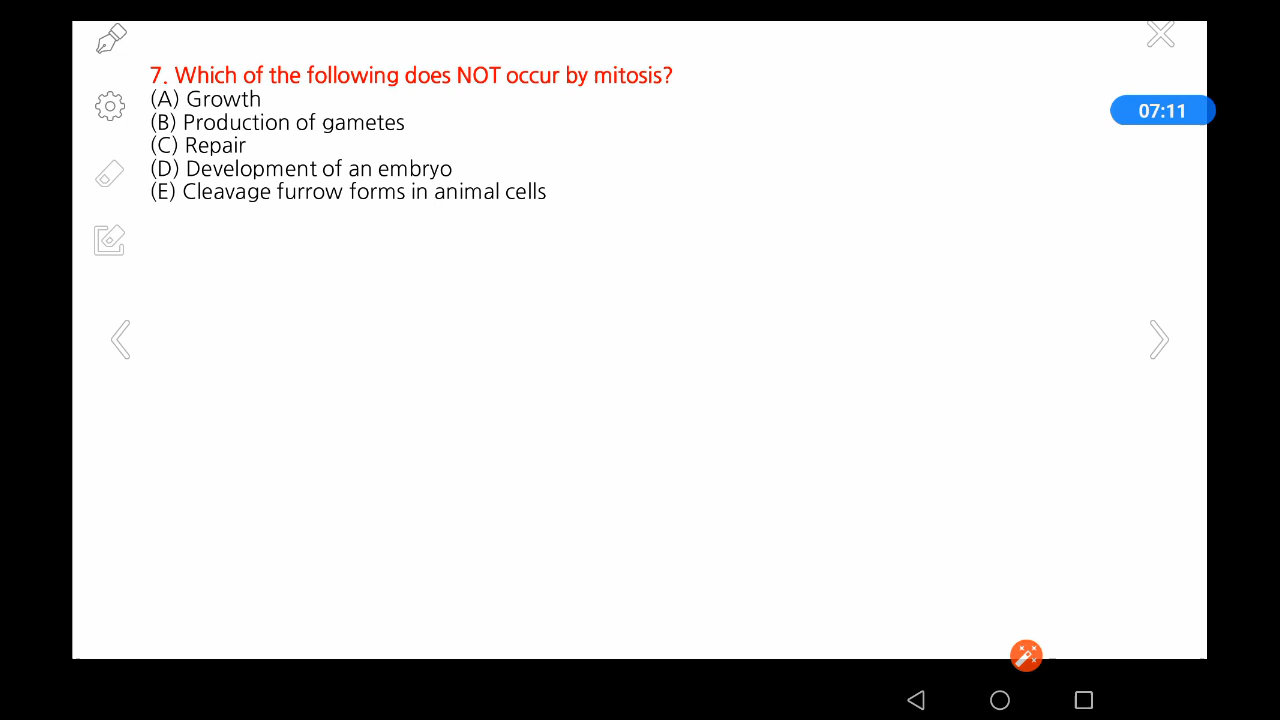 7. Which of the following does NOT occur by mitosis?
(A) Growth
(B) Production of gametes
(C) Repair
(D) Development of an embryo
(E) Cleavage furrow forms in animal cells
07:11